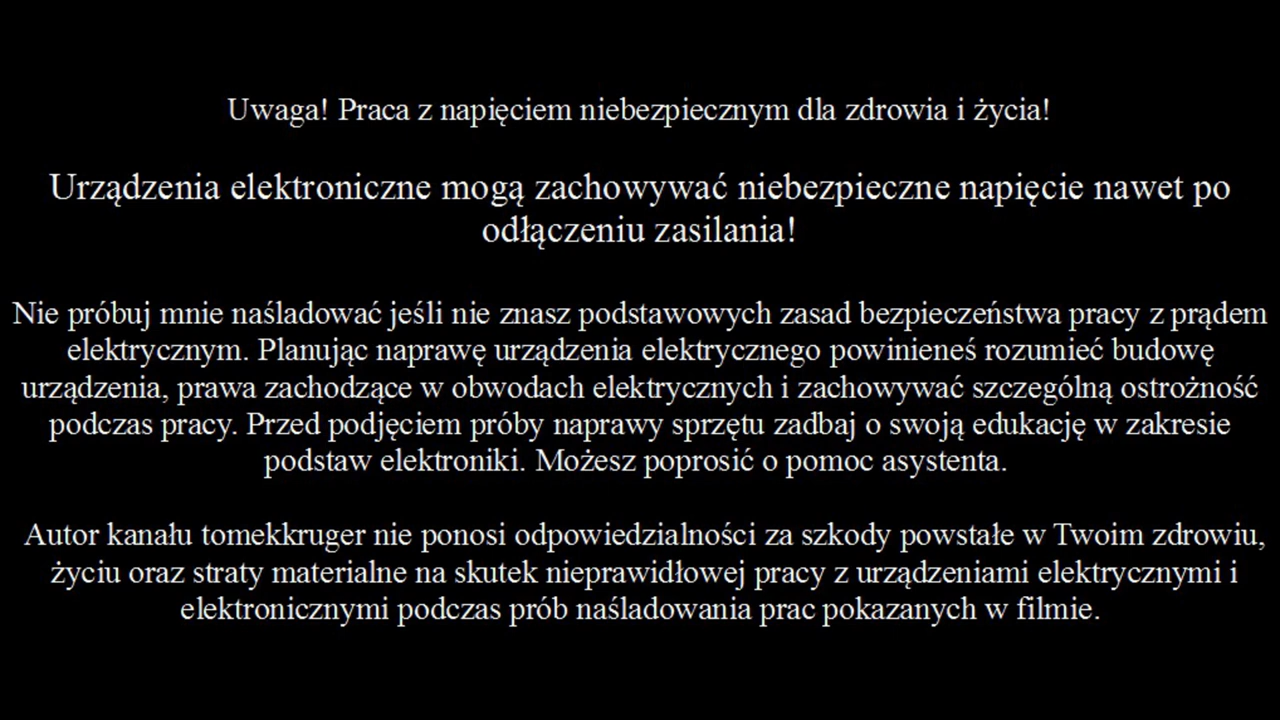 Uwaga! Praca z napięciem niebezpiecznym dla zdrowia i życia!
Urządzenia elektroniczne mogą zachowywać niebezpieczne napięcie nawet po
odłączeniu zasilania!
Nie próbuj mnie naśladować jeśli nie znasz podstawowych zasad bezpieczeństwa pracy z prądem
elektrycznym. Planując naprawę urządzenia elektrycznego powinieneś rozumieć budowę
urządzenia, prawa zachodzące w obwodach elektrycznych i zachowywać szczególną ostrożność
podczas pracy. Przed podjęciem próby naprawy sprzętu zadbaj o swoją edukację w zakresie
podstaw elektroniki. Możesz poprosić o pomoc asystenta.
Autor kanału tomekkruger nie ponosi odpowiedzialności za szkody powstałe w Twoim zdrowiu,
życiu oraz straty materialne na skutek nieprawidłowej pracy z urządzeniami elektrycznymi i
elektronicznymi podczas prób naśladowania prac pokazanych w filmie.